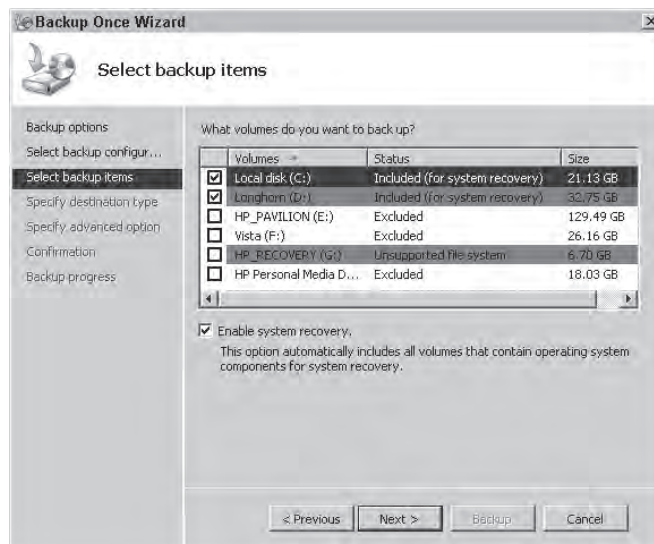 Backup Once Wizard
Select backup items
Backup options
Select backup configur...
Select backup items
Specify destination type
Specify advanced option
Confirmation
Backup progress
What volumes do you want to back up?
Volumes Status Size
Local disk (C:) Included (for system recovery) 21.13 GB
Longhorn (D:) Included (for system recovery) 32.75 GB
HP_PAVILION (E:) Excluded 129.49 GB
Vista (F:) Excluded 26.16 GB
HP_RECOVERY (G:) Unsupported file system 6.70 GB
HP Personal Media D... Excluded 18.03 GB
Enable system recovery.
This option automatically includes all volumes that contain operating system
components for system recovery.
< Previous Next > Backup Cancel